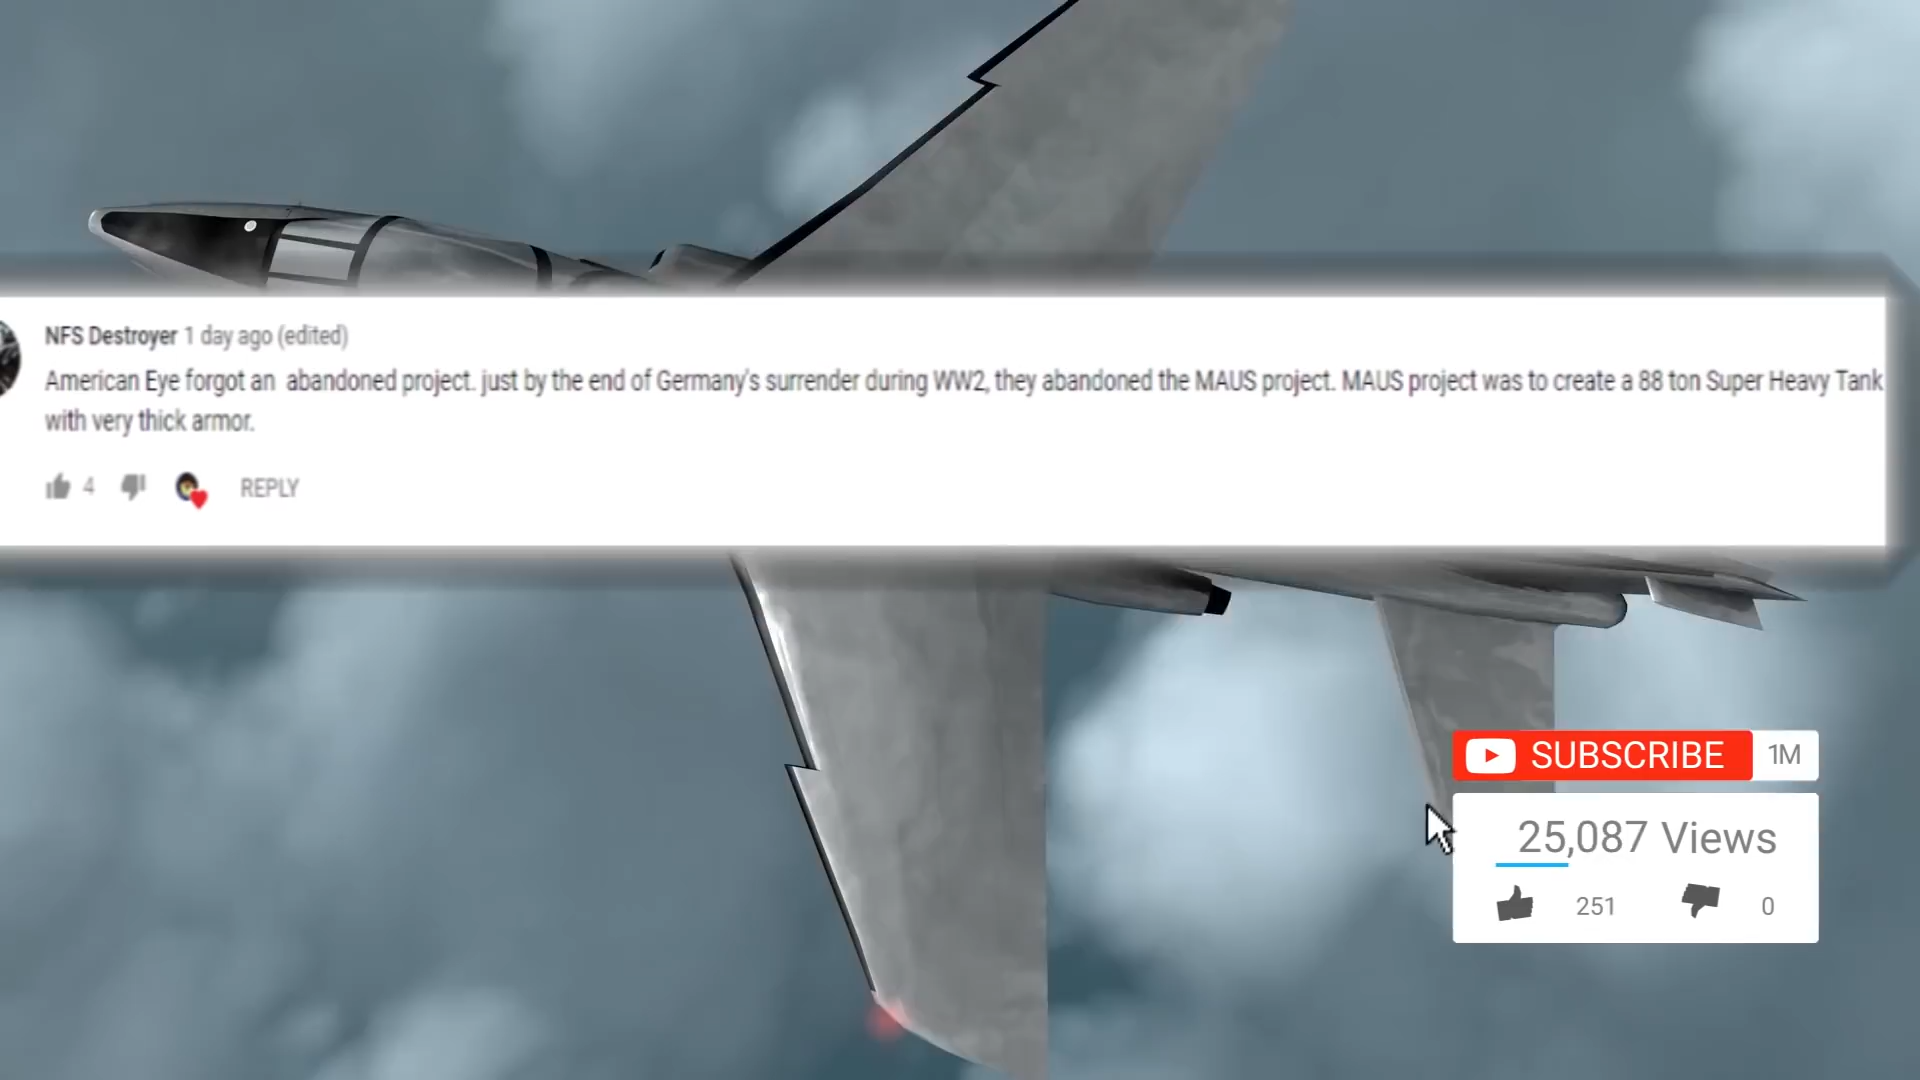 NFS Destroyer 1 day ago (edited)
American Eye forgot an abandoned project. just by the end of Germany's surrender during WW2, they abandoned the MAUS project. MAUS project was to create a 88 ton Super Heavy Tank
with very thick armor.
4 REPLY
SUBSCRIBE 1M
25,087 Views
251 0